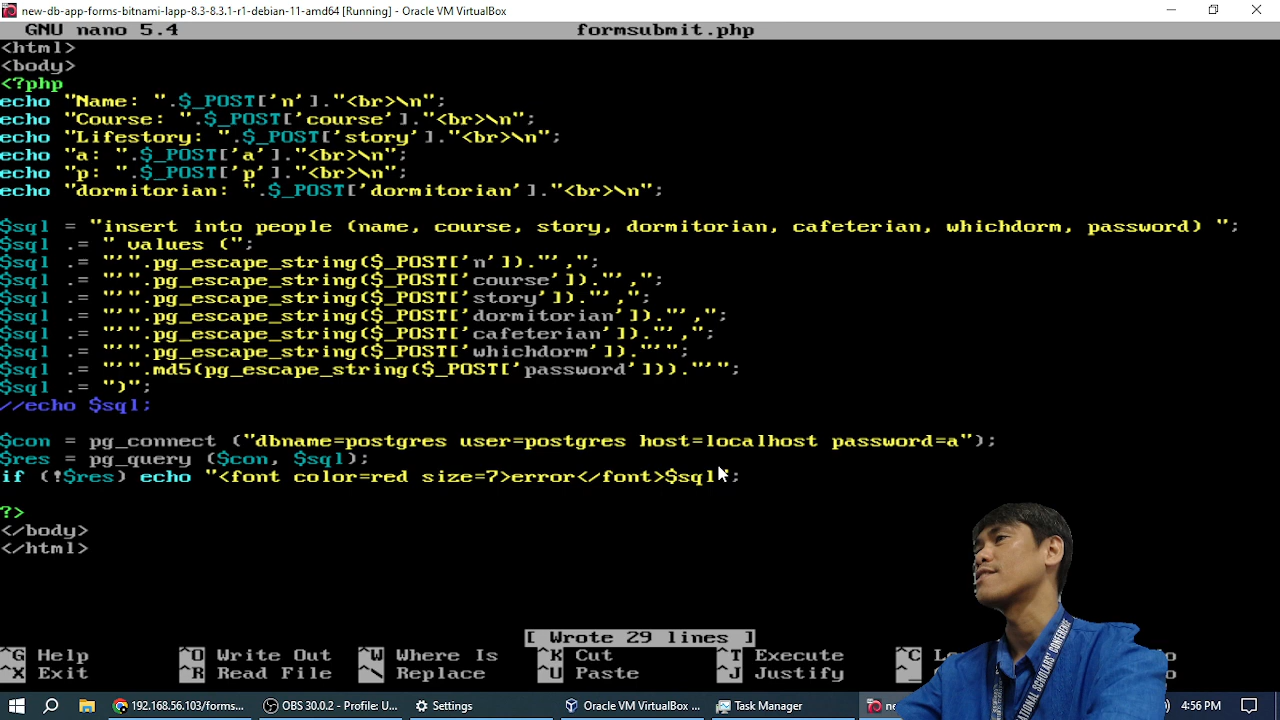 new-db-app-forms-bitnami-lapp-8.3-8.3.1-r1-debian-11-amd64 [Running] - Oracle VM VirtualBox
GNU nano 5.4 formsubmit.php
<html>
<body>
<?php
echo "Name: ".$_POST['n']."<br>\n";
echo "Course: ".$_POST['course']."<br>\n";
echo "Lifestory: ".$_POST['story']."<br>\n";
echo "a: ".$_POST['a']."<br>\n";
echo "p: ".$_POST['p']."<br>\n";
echo "dormitorian: ".$_POST['dormitorian']."<br>\n";
$sql = "insert into people (name, course, story, dormitorian, cafeterian, whichdorm, password) ";
$sql .= " values (";
$sql .= "'".pg_escape_string($_POST['n'])."',";
$sql .= "'".pg_escape_string($_POST['course'])."',";
$sql .= "'".pg_escape_string($_POST['story'])."',";
$sql .= "'".pg_escape_string($_POST['dormitorian'])."',";
$sql .= "'".pg_escape_string($_POST['cafeterian'])."',";
$sql .= "'".pg_escape_string($_POST['whichdorm'])."'";
$sql .= "'".md5(pg_escape_string($_POST['password']))."'";
$sql .= ")";
//echo $sql;
$con = pg_connect ("dbname=postgres user=postgres host=localhost password=a");
$res = pg_query ($con, $sql);
if (!$res) echo "<font color=red size=7>error</font>$sql";
?>
</body>
</html>
[ Wrote 29 lines ]
^G Help ^O Write Out ^W Where Is ^K Cut ^T Execute ^C
^X Exit ^R Read File ^\ Replace ^U Paste ^J Justify ^_
NATIONAL SCHOLARS' CONFERENCE
192.168.56.103/forms... OBS 30.0.2 - Profile: U... Settings Oracle VM VirtualBox ... Task Manager 4:56 PM